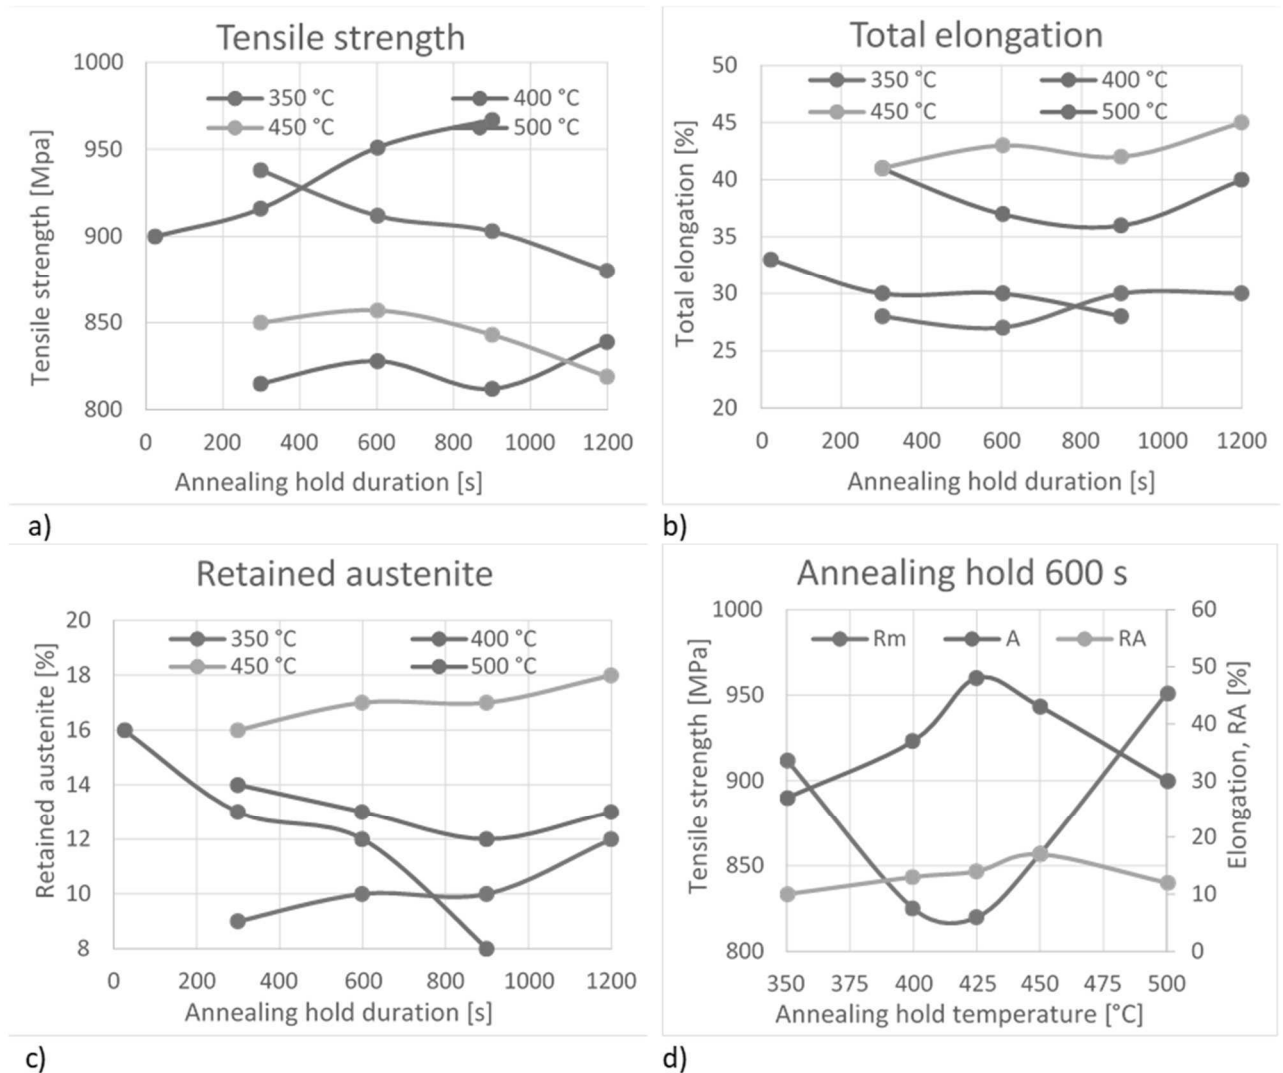 Tensile strength
1000
950
900
850
800
Tensile strength [Mpa]
350 °C
400 °C
450 °C
500 °C
0 200 400 600 800 1000 1200
Annealing hold duration [s]
a)
Total elongation
50
45
40
35
30
25
20
Total elongation [%]
350 °C
400 °C
450 °C
500 °C
0 200 400 600 800 1000 1200
Annealing hold duration [s]
b)
Retained austenite
20
18
16
14
12
10
8
Retained austenite [%]
350 °C
400 °C
450 °C
500 °C
0 200 400 600 800 1000 1200
Annealing hold duration [s]
c)
Annealing hold 600 s
1000
950
900
850
800
Tensile strength [MPa]
Rm
A
RA
60
50
40
30
20
10
0
Elongation, RA [%]
350 375 400 425 450 475 500
Annealing hold temperature [°C]
d)